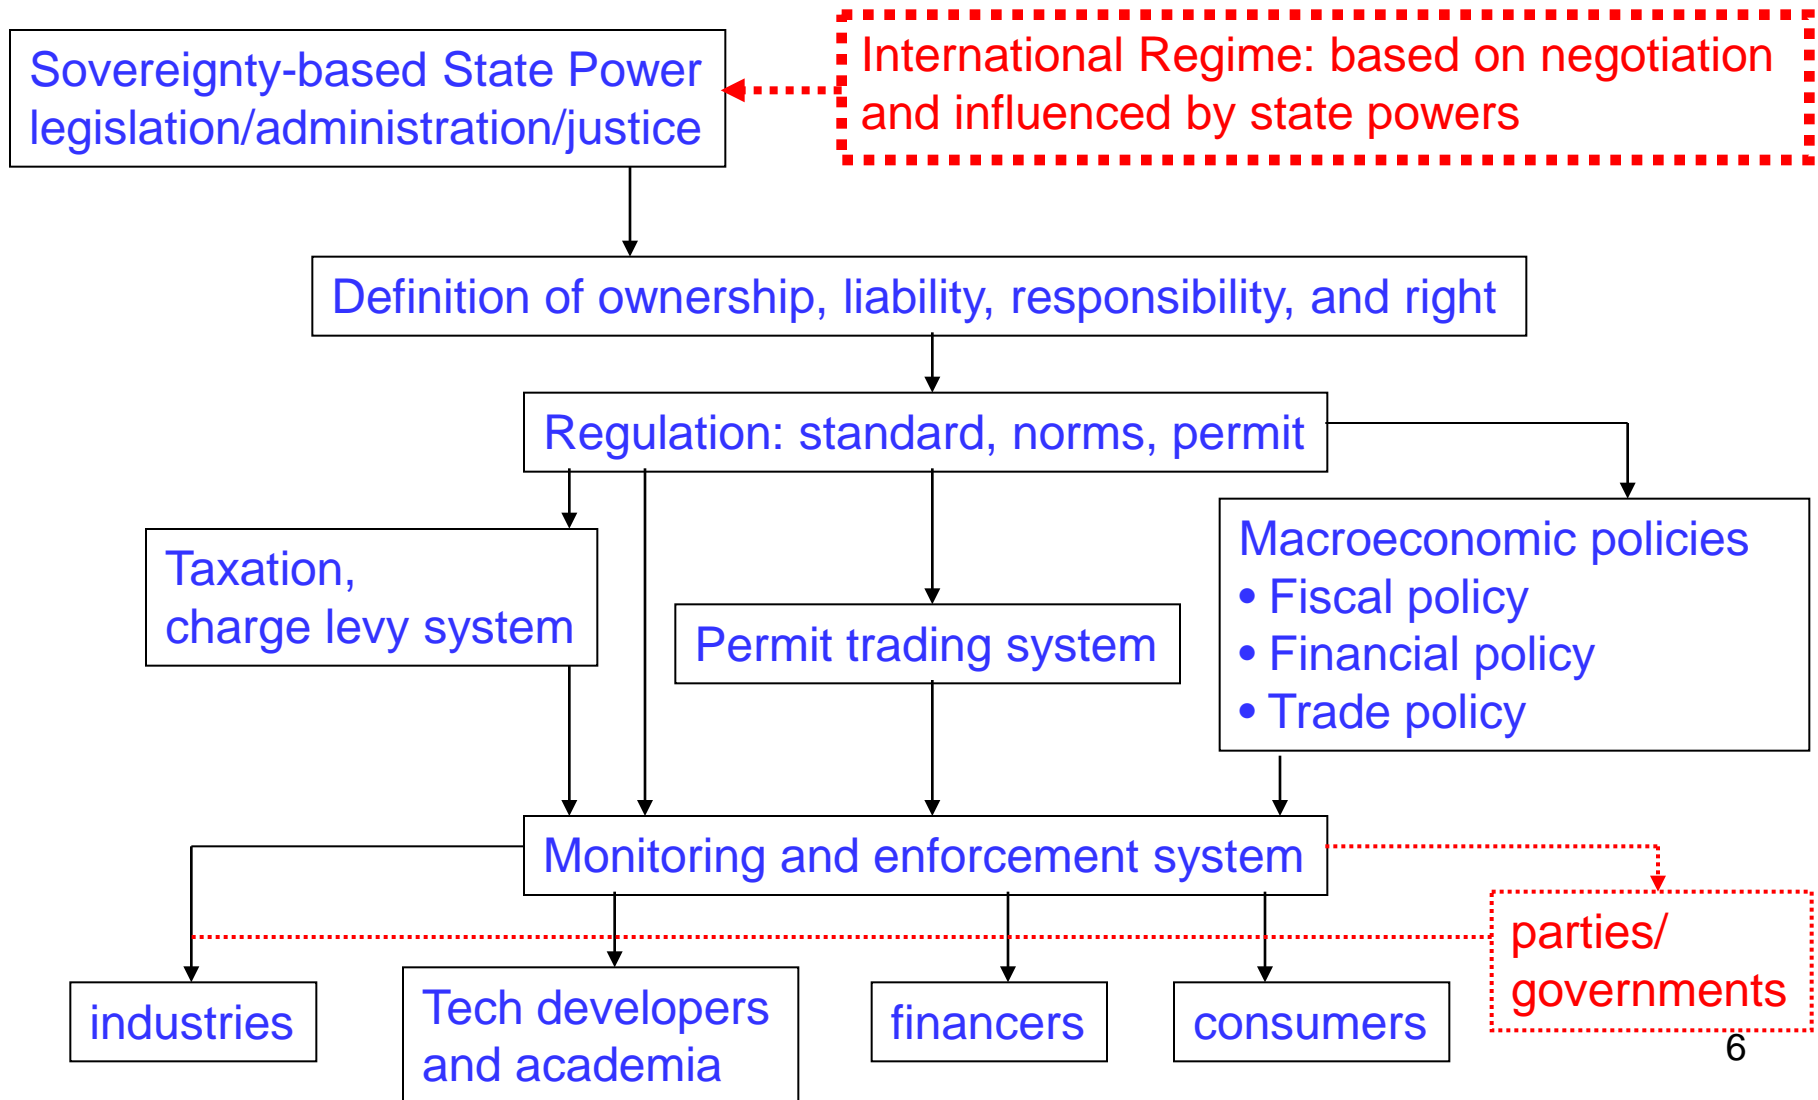 Sovereignty-based State Power
legislation/administration/justice
International Regime: based on negotiation
and influenced by state powers
Definition of ownership, liability, responsibility, and right
Regulation: standard, norms, permit
Taxation,
charge levy system
Permit trading system
Macroeconomic policies
• Fiscal policy
• Financial policy
• Trade policy
Monitoring and enforcement system
parties/
governments
industries
Tech developers
and academia
financers
consumers
6